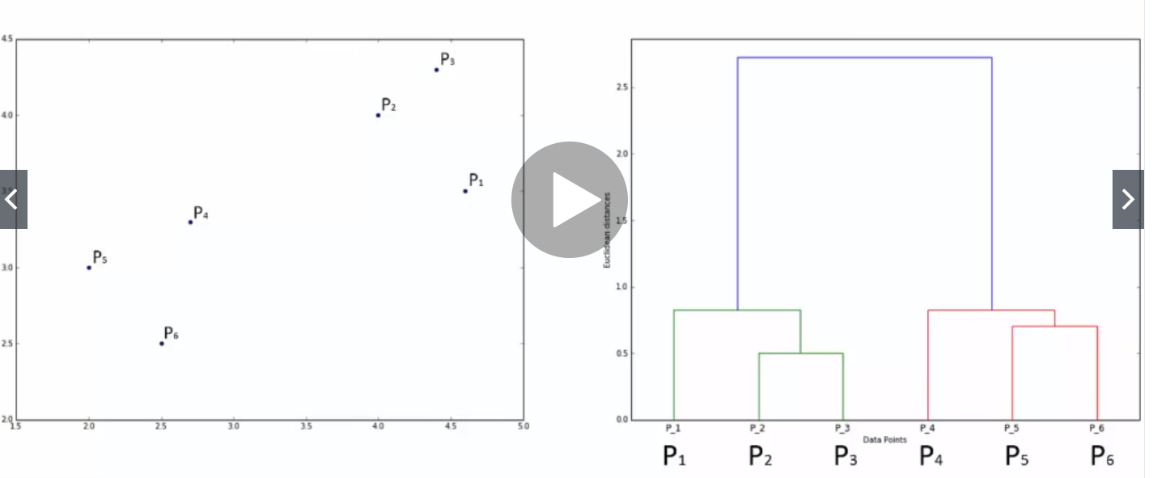 4.5
P3
P2
4.0
P1
P4
P5
3.0
P6
2.5
2.0
1.5 2.0 2.5 3.0 3.5 4.0 4.5 5.0
2.5
2.0
1.5
1.0
0.5
0.0
Euclidean distances
P_1 P_2 P_3 P_4 P_5 P_6
Data Points
P1 P2 P3 P4 P5 P6